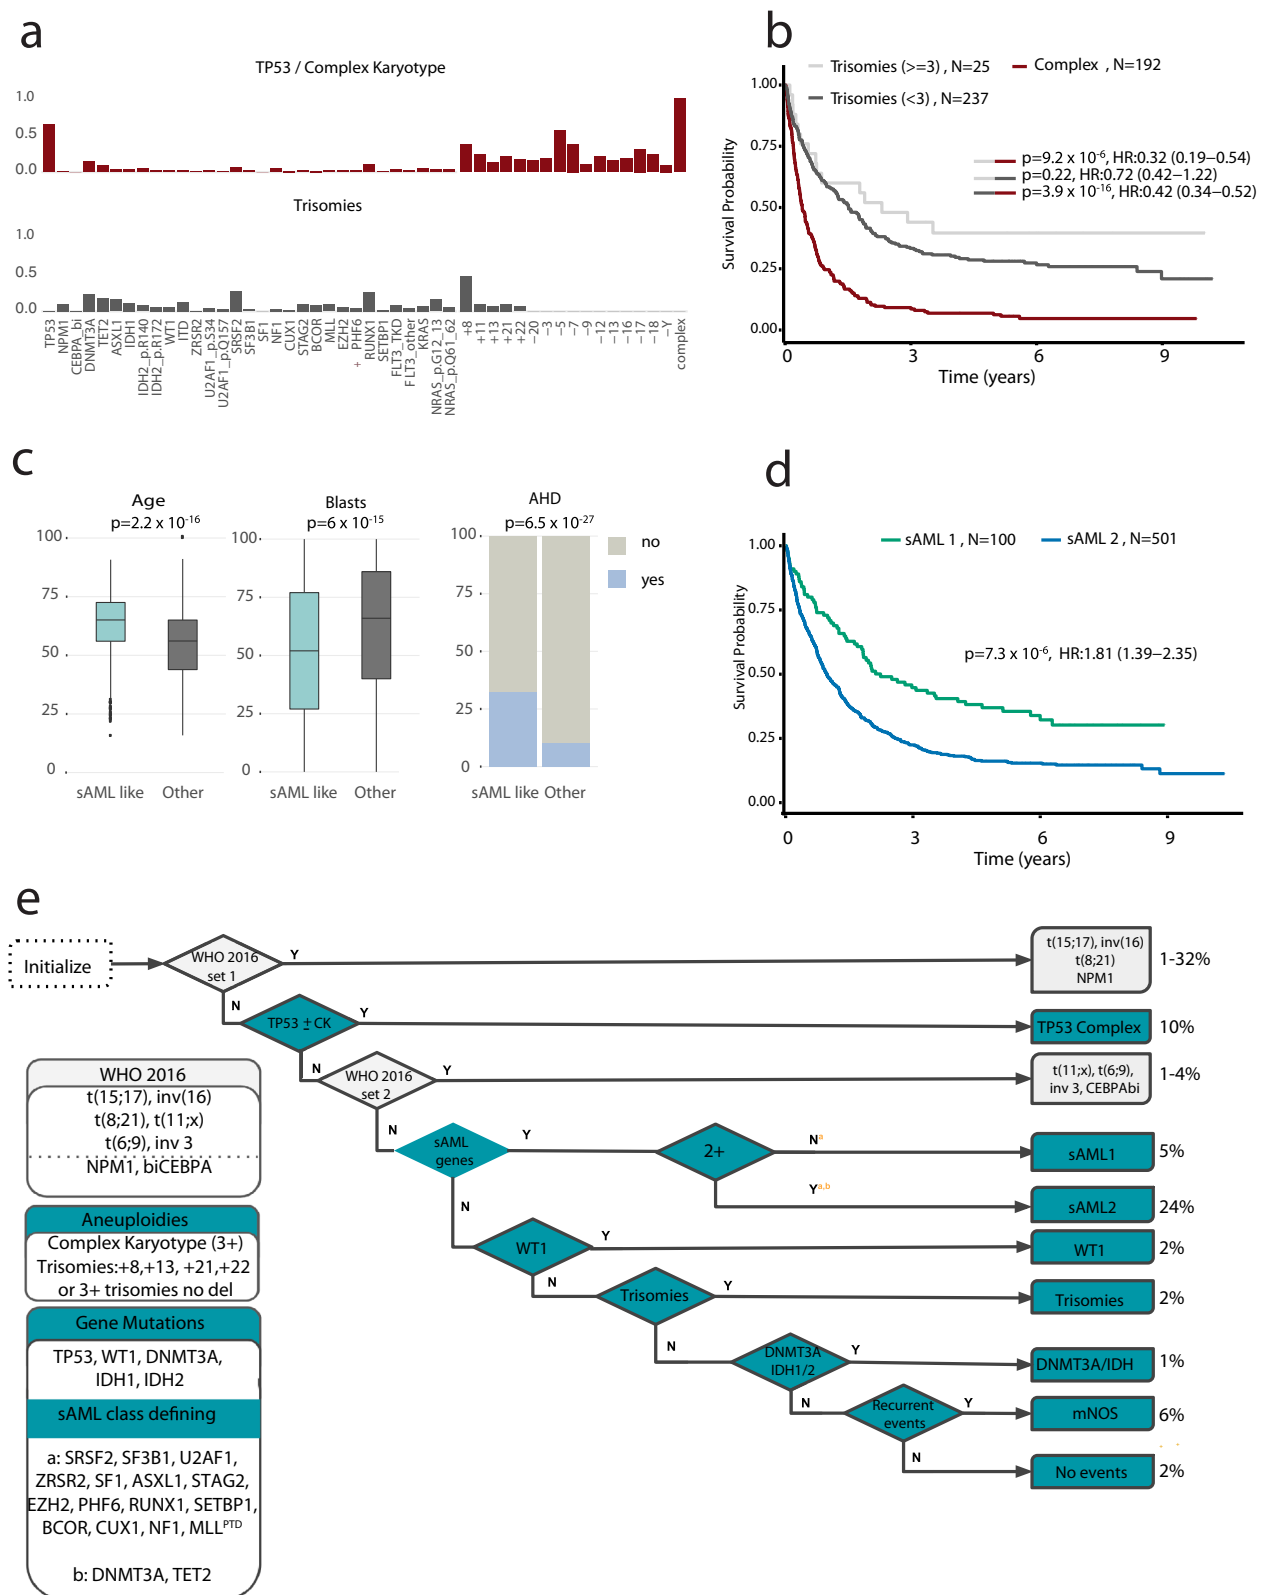 a
TP53 / Complex Karyotype
1.0
0.5
0.0
Trisomies
1.0
0.5
0.0
TP53
NPM1
CEBPA_bi
DNMT3A
TET2
ASXL1
IDH1
IDH2_p.R140
IDH2_p.R172
WT1
ITD
ZRSR2
U2AF1_p.S34
U2AF1_p.Q157
SRSF2
SF3B1
SF1
NF1
CUX1
STAG2
BCOR
MLL
EZH2
+ PHF6
RUNX1
SETBP1
FLT3_TKD
FLT3_other
KRAS
NRAS_p.G12_13
NRAS_p.Q61_62
+8
+11
+13
+21
+22
−20
−3
−5
−7
−9
−12
−13
−16
−17
−18
−Y
complex
b
Trisomies (>=3) , N=25
Complex , N=192
Trisomies (<3) , N=237
p=9.2 x 10-6, HR:0.32 (0.19−0.54)
p=0.22, HR:0.72 (0.42−1.22)
p=3.9 x 10-16, HR:0.42 (0.34−0.52)
Survival Probability
1.00
0.75
0.50
0.25
0.00
0 3 6 9
Time (years)
c
Age
p=2.2 x 10-16
100
75
50
25
0
sAML like Other
Blasts
p=6 x 10-15
100
75
50
25
0
sAML like Other
AHD
p=6.5 x 10-27
100
75
50
25
0
sAML like Other
no
yes
d
sAML 1 , N=100
sAML 2 , N=501
p=7.3 x 10-6, HR:1.81 (1.39−2.35)
Survival Probability
1.00
0.75
0.50
0.25
0.00
0 3 6 9
Time (years)
e
Initialize
WHO 2016
set 1
Y
t(15;17), inv(16)
t(8;21)
NPM1
1-32%
N
TP53 ± CK
Y
TP53 Complex
10%
N
WHO 2016
set 2
Y
t(11;x), t(6;9),
inv 3, CEBPAbi
1-4%
N
sAML
genes
Y
2+
Na
sAML1
5%
Ya,b
sAML2
24%
N
WT1
Y
WT1
2%
N
Trisomies
Y
Trisomies
2%
N
DNMT3A
IDH1/2
Y
DNMT3A/IDH
1%
N
Recurrent
events
Y
mNOS
6%
N
No events
2%
WHO 2016
t(15;17), inv(16)
t(8;21), t(11;x)
t(6;9), inv 3
NPM1, biCEBPA
Aneuploidies
Complex Karyotype (3+)
Trisomies:+8,+13, +21,+22
or 3+ trisomies no del
Gene Mutations
TP53, WT1, DNMT3A,
IDH1, IDH2
sAML class defining
a: SRSF2, SF3B1, U2AF1,
ZRSR2, SF1, ASXL1, STAG2,
EZH2, PHF6, RUNX1, SETBP1,
BCOR, CUX1, NF1, MLLPTD
b: DNMT3A, TET2